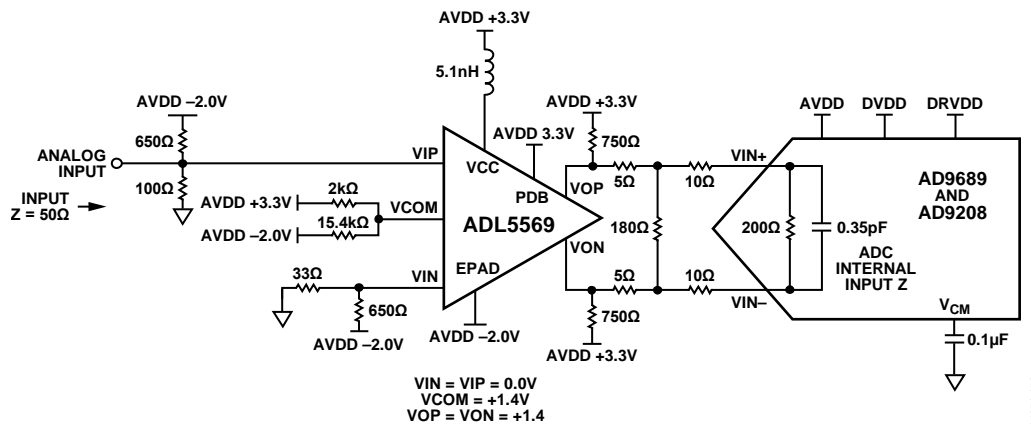 AVDD +3.3V
5.1nH
AVDD –2.0V
650Ω
ANALOG
INPUT
100Ω
INPUT
Z = 50Ω
AVDD +3.3V
2kΩ
15.4kΩ
AVDD –2.0V
33Ω
650Ω
AVDD –2.0V
VIP
VCOM
VIN
VCC
AVDD 3.3V
PDB
ADL5569
EPAD
AVDD –2.0V
VOP
VON
AVDD +3.3V
750Ω
5Ω
10Ω
VIN+
180Ω
5Ω
10Ω
VIN–
750Ω
AVDD +3.3V
AVDD
DVDD
DRVDD
AD9689
AND
AD9208
200Ω
0.35pF
ADC
INTERNAL
INPUT Z
VCM
0.1µF
VIN = VIP = 0.0V
VCOM = +1.4V
VOP = VON = +1.4